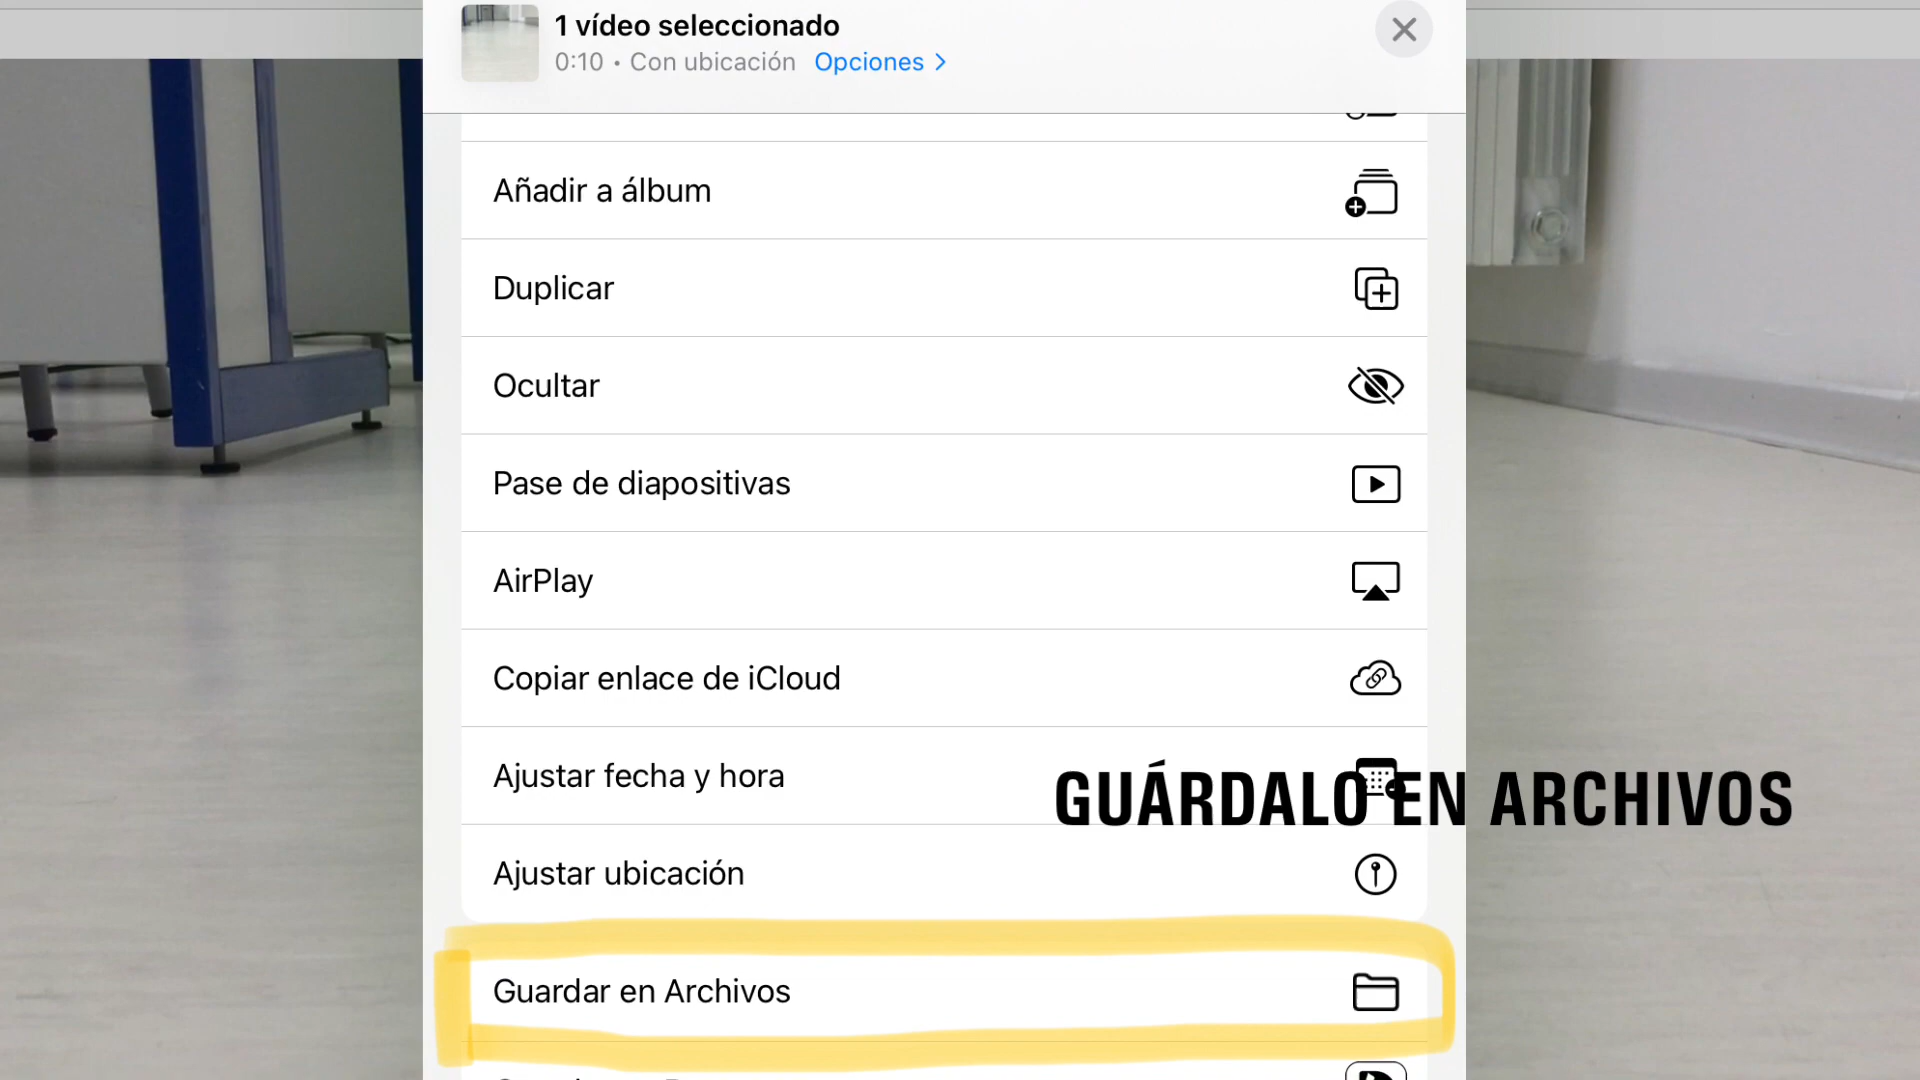 1 vídeo seleccionado
0:10 • Con ubicación Opciones >
Añadir a álbum
Duplicar
Ocultar
Pase de diapositivas
AirPlay
Copiar enlace de iCloud
Ajustar fecha y hora
GUÁRDALO EN ARCHIVOS
Ajustar ubicación
Guardar en Archivos